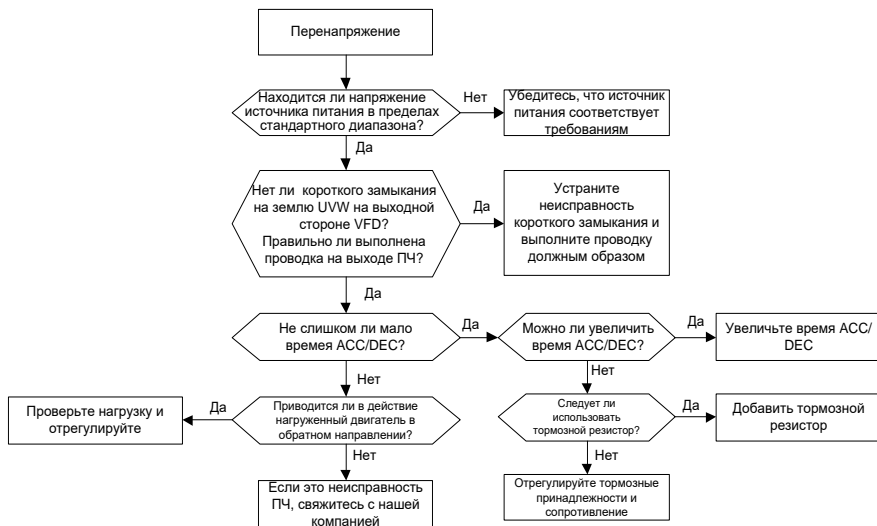 Перенапряжение
Находится ли напряжение
источника питания в пределах
стандартного диапазона?
Нет
Убедитесь, что источник
питания соответствует
требованиям
Да
Нет ли короткого замыкания
на землю UVW на выходной
стороне VFD?
Правильно ли выполнена
проводка на выходе ПЧ?
Да
Устраните
неисправность
короткого замыкания и
выполните проводку
должным образом
Да
Не слишком ли мало
времея ACC/DEC?
Да
Можно ли увеличить
время ACC/DEC?
Да
Увеличьте время ACC/
DEC
Нет
Нет
Проверьте нагрузку и
отрегулируйте
Да
Приводится ли в действие
нагруженный двигатель в
обратном направлении?
Следует ли
использовать
тормозной резистор?
Да
Добавить тормозной
резистор
Нет
Нет
Если это неисправность
ПЧ, свяжитесь с нашей
компанией
Отрегулируйте тормозные
принадлежности и
сопротивление